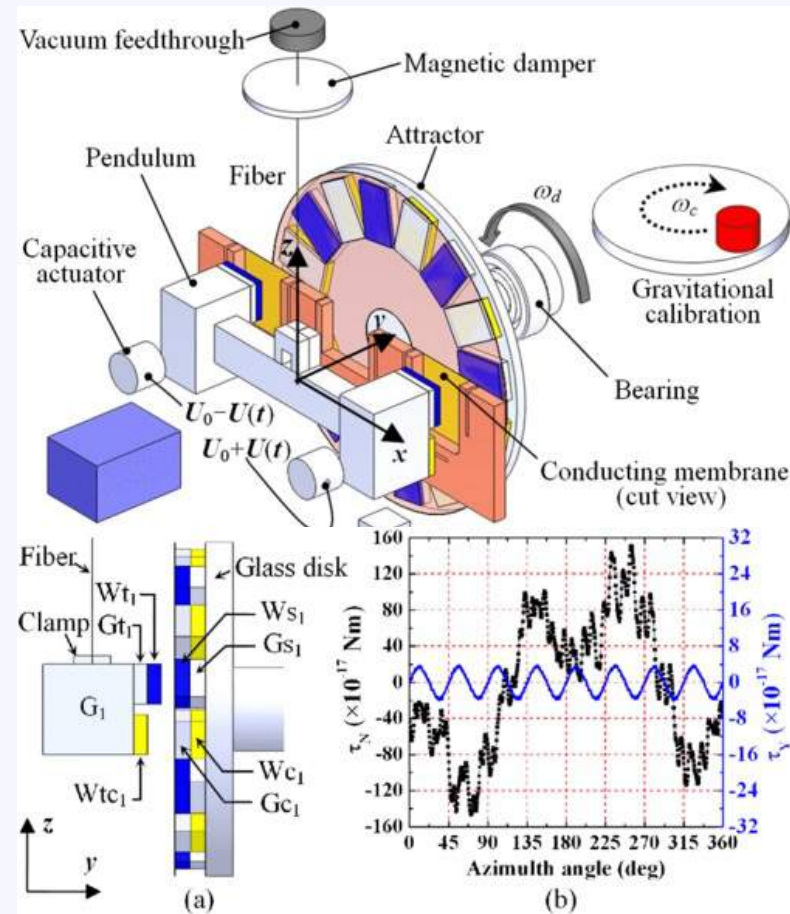 Vacuum feedthrough
Magnetic damper
Attractor
Pendulum
Fiber
ω_d
ω_c
Capacitive
actuator
z
Gravitational
calibration
y
Bearing
U₀−U(t)
U₀+U(t)
x
Conducting membrane
(cut view)
Fiber
Wt₁
Gt₁
Clamp
Glass disk
Ws₁
Gs₁
G₁
Wc₁
Gc₁
Wtc₁
z
y
(a)
160
120
80
40
0
-40
-80
-120
-160
τ_N (×10⁻¹⁷ Nm)
32
24
16
8
0
-8
-16
-24
-32
τ_Y (×10⁻¹⁷ Nm)
0 45 90 135 180 225 270 315 360
Azimulth angle (deg)
(b)